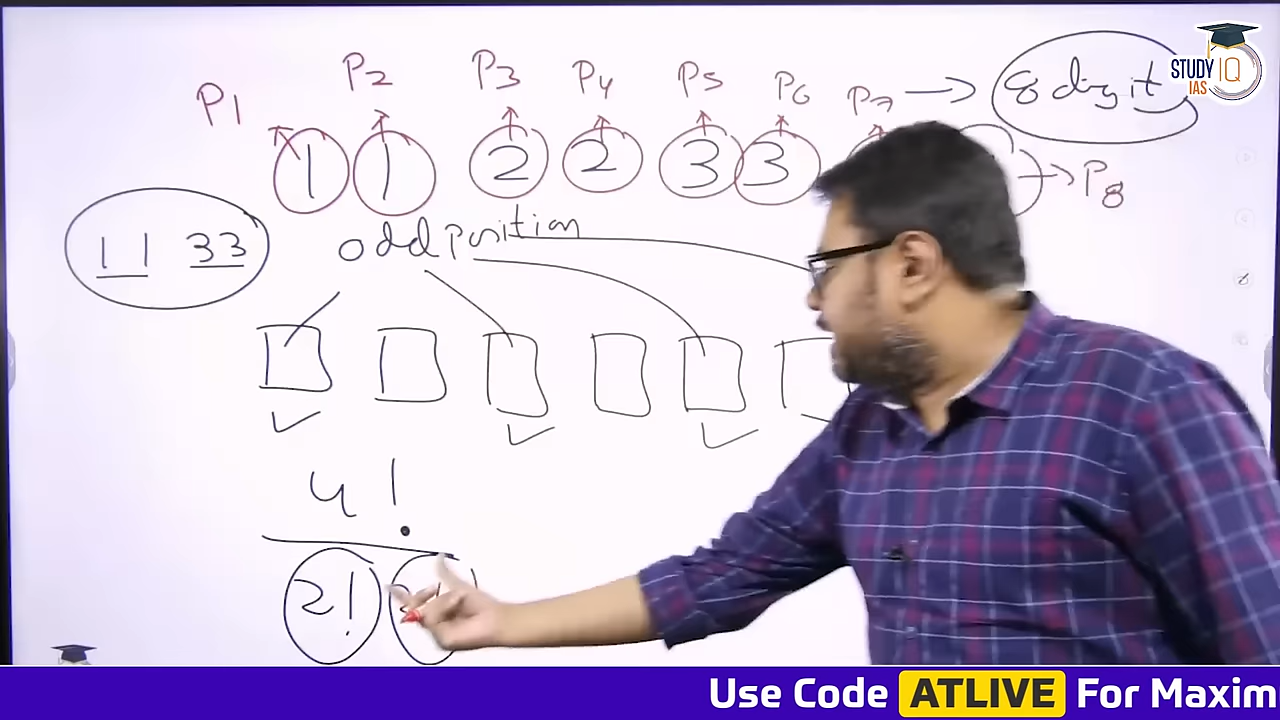 P1 P2 P3 P4 P5 P6 P7 → 8 digit
1 1 2 2 3 3 → P8
11 33 odd position
4!
2!
STUDY IQ
IAS
Use Code ATLIVE For Maxim